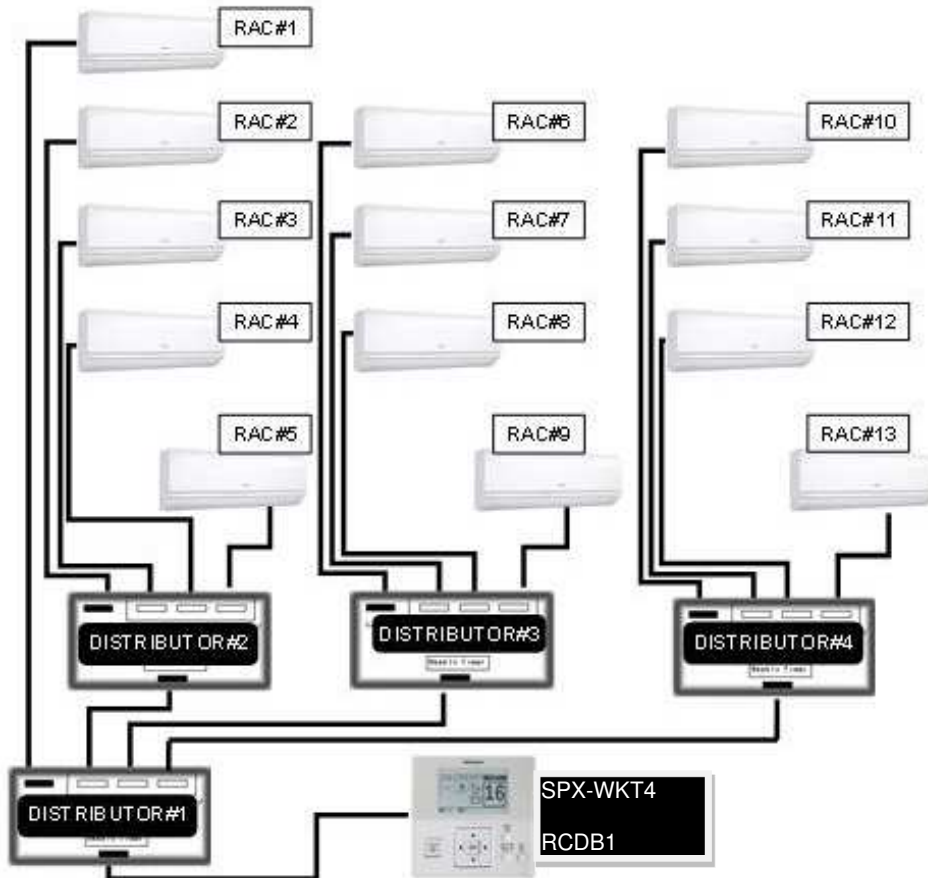 RAC#1
RAC#2
RAC#6
RAC#10
RAC#3
RAC#7
RAC#11
RAC#4
RAC#8
RAC#12
RAC#5
RAC#9
RAC#13
DISTRIBUTOR#2
DISTRIBUTOR#3
DISTRIBUTOR#4
Weekly Timer
DISTRIBUTOR#1
16
SPX-WKT4
RCDB1